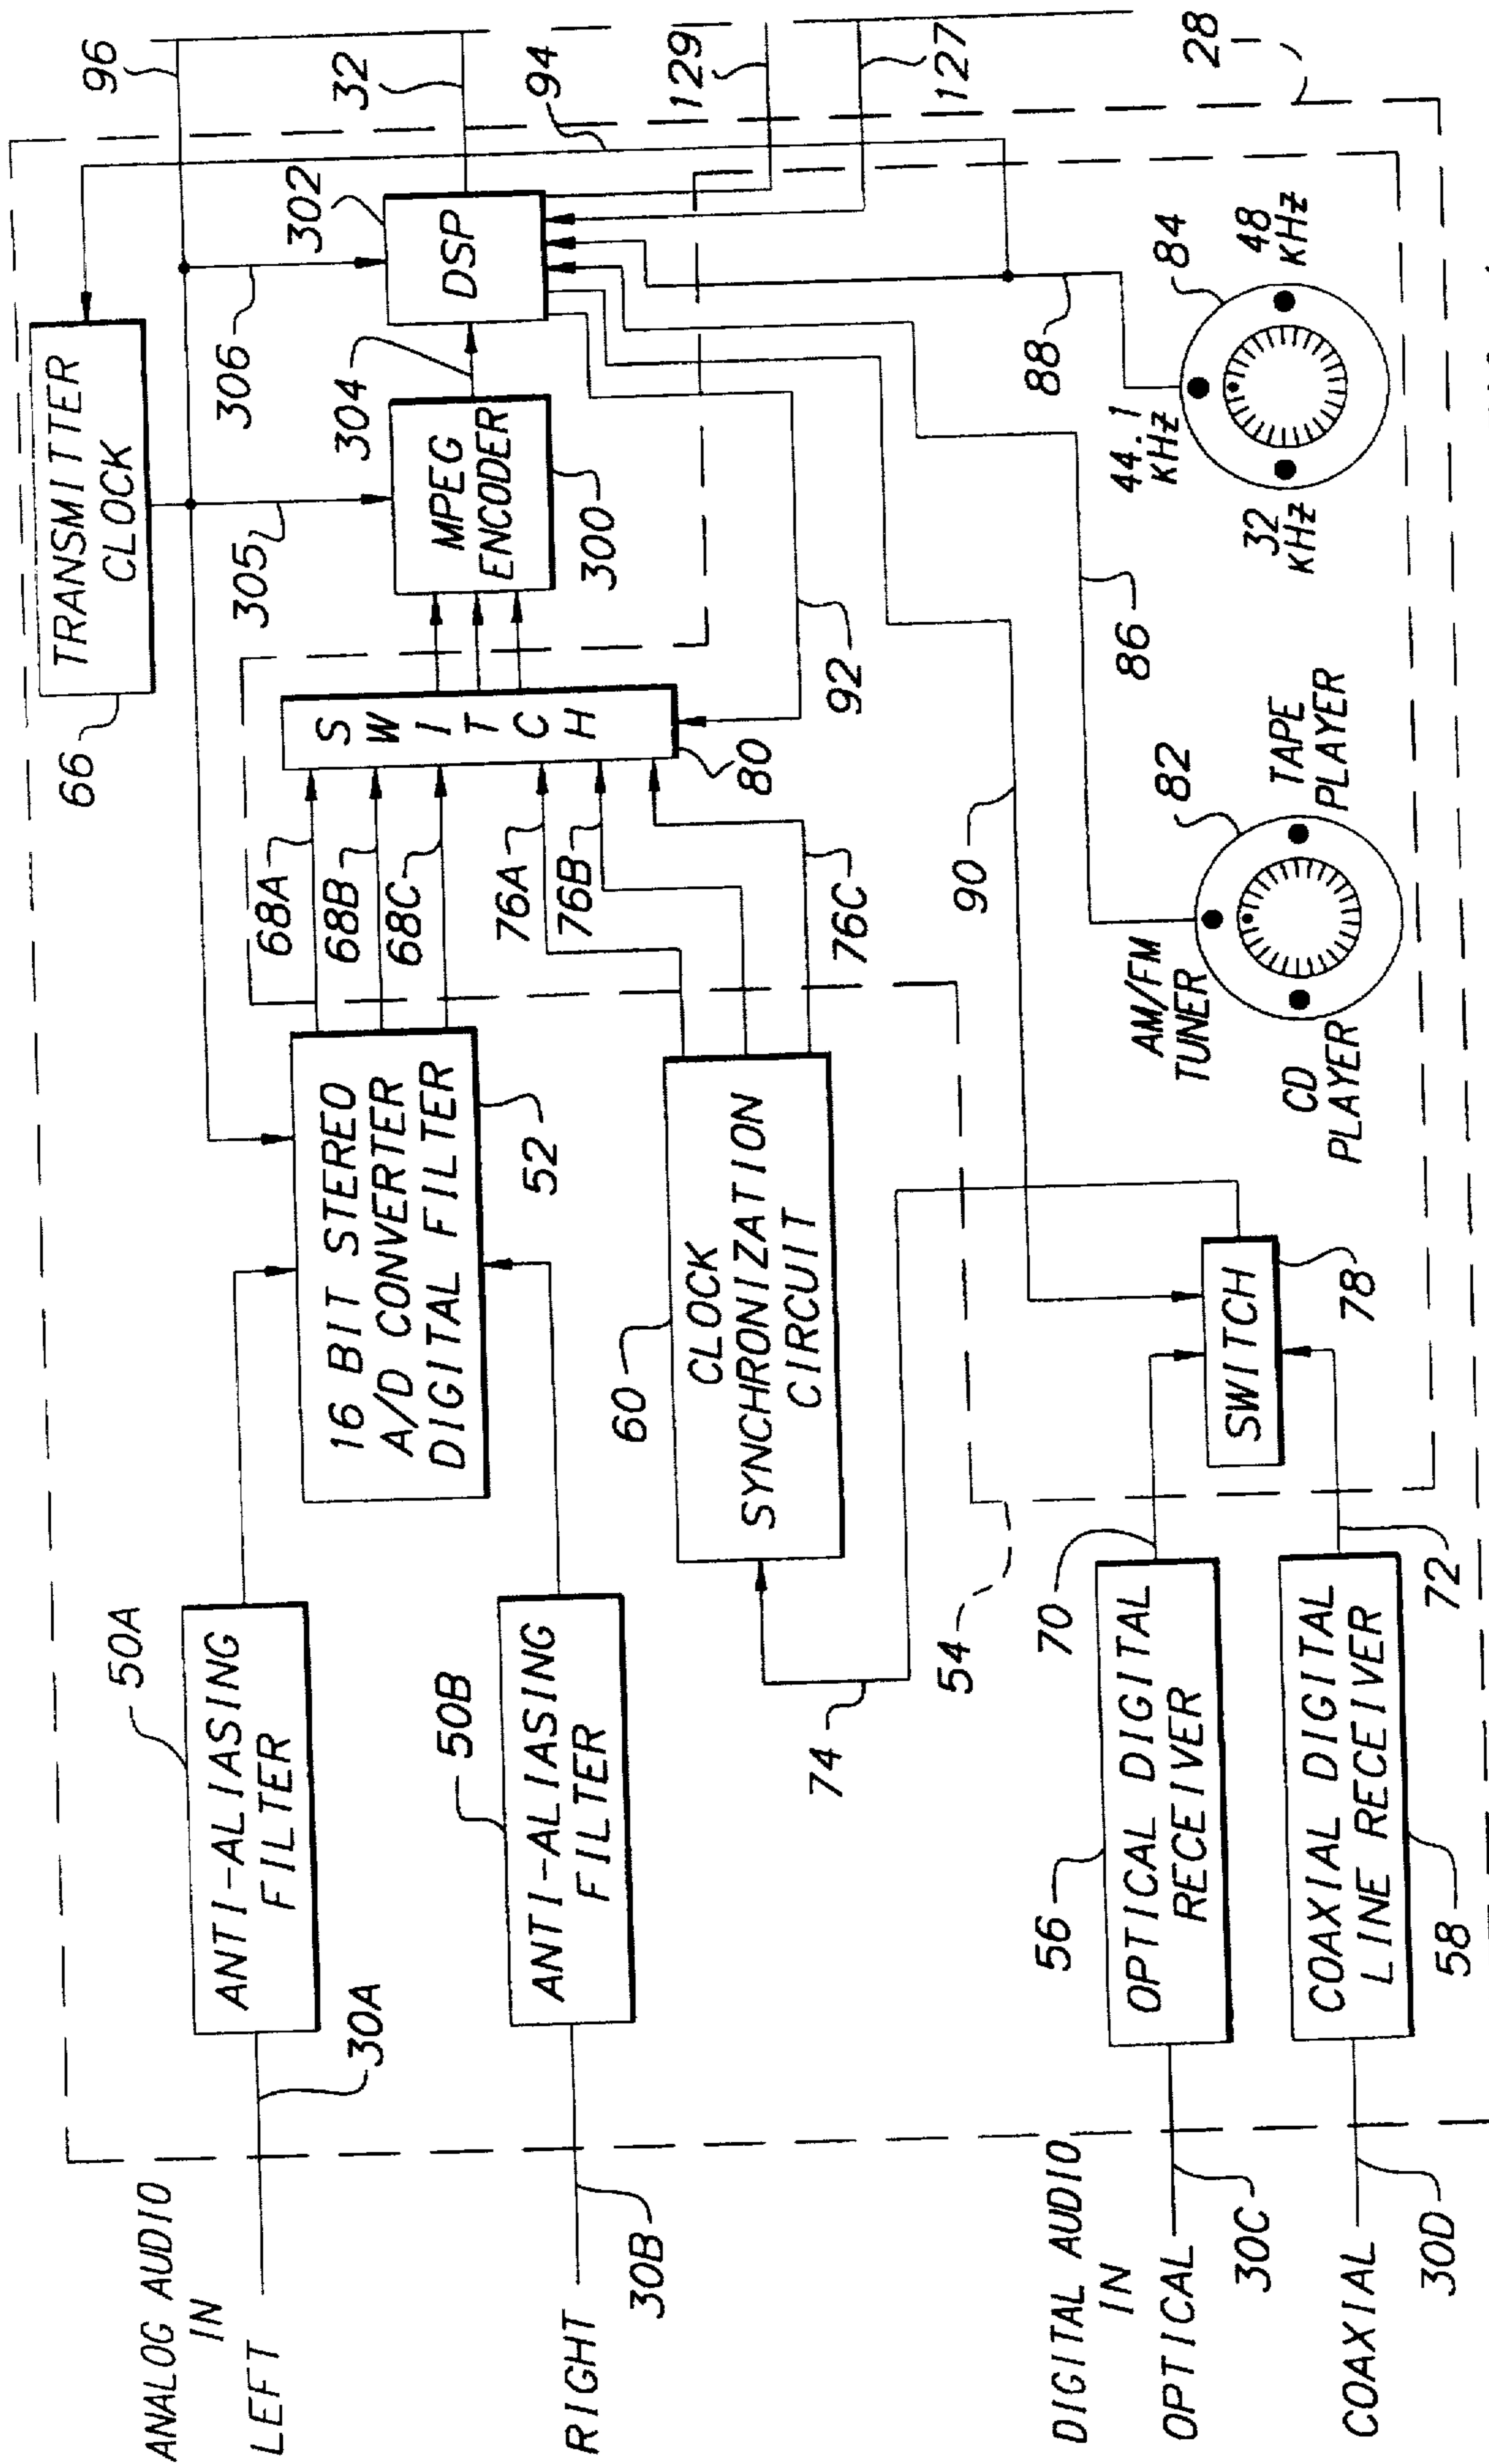 ANALOG AUDIO
IN
LEFT
30A
50A
ANTI-ALIASING
FILTER
RIGHT
30B
50B
ANTI-ALIASING
FILTER
16 BIT STEREO
A/D CONVERTER
DIGITAL FILTER
52
TRANSMITTER
CLOCK
66
68A
68B
68C
76A
76B
76C
SWITCH
80
305
306
MPEG
ENCODER
300
304
302
DSP
96
32
94
129
127
28
60
CLOCK
SYNCHRONIZATION
CIRCUIT
74
54
92
90
86
88
DIGITAL AUDIO
IN
OPTICAL
30C
56
OPTICAL DIGITAL
RECEIVER
70
COAXIAL
30D
COAXIAL DIGITAL
LINE RECEIVER
58
72
SWITCH
78
AM/FM
TUNER
CD
PLAYER
TAPE
PLAYER
82
44.1
KHz
32
KHz
48
KHz
84